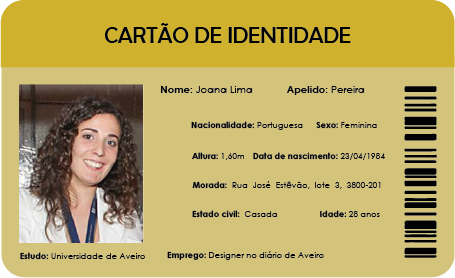 CARTÃO DE IDENTIDADE
Nome: Joana Lima Apelido: Pereira
Nacionalidade: Portuguesa Sexo: Feminina
Altura: 1,60m Data de nascimento: 23/04/1984
Morada: Rua José Estêvão, lote 3, 3800-201
Estado civil: Casada Idade: 28 anos
Estudo: Universidade de Aveiro Emprego: Designer no diário de Aveiro